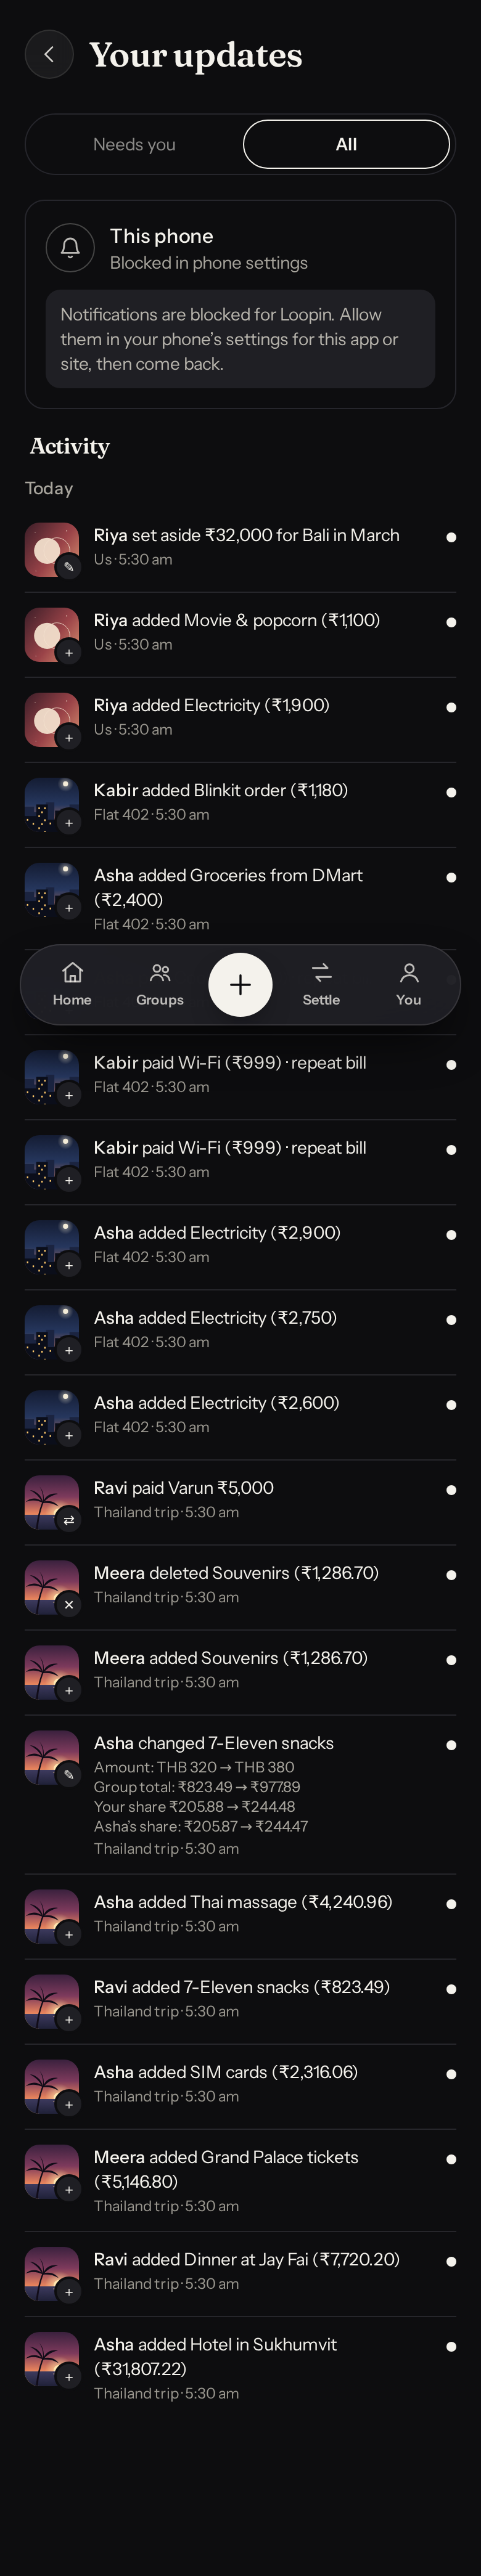 Your updates
Needs you
All
This phone
Blocked in phone settings
Notifications are blocked for Loopin. Allow
them in your phone’s settings for this app or
site, then come back.
Activity
Today
Riya set aside ₹32,000 for Bali in March
Us · 5:30 am
Riya added Movie & popcorn (₹1,100)
Us · 5:30 am
Riya added Electricity (₹1,900)
Us · 5:30 am
Kabir added Blinkit order (₹1,180)
Flat 402 · 5:30 am
Asha added Groceries from DMart
(₹2,400)
Flat 402 · 5:30 am
Home
Groups
Settle
You
Kabir paid Wi-Fi (₹999) · repeat bill
Flat 402 · 5:30 am
Kabir paid Wi-Fi (₹999) · repeat bill
Flat 402 · 5:30 am
Asha added Electricity (₹2,900)
Flat 402 · 5:30 am
Asha added Electricity (₹2,750)
Flat 402 · 5:30 am
Asha added Electricity (₹2,600)
Flat 402 · 5:30 am
Ravi paid Varun ₹5,000
Thailand trip · 5:30 am
Meera deleted Souvenirs (₹1,286.70)
Thailand trip · 5:30 am
Meera added Souvenirs (₹1,286.70)
Thailand trip · 5:30 am
Asha changed 7-Eleven snacks
Amount: THB 320 → THB 380
Group total: ₹823.49 → ₹977.89
Your share ₹205.88 → ₹244.48
Asha’s share: ₹205.87 → ₹244.47
Thailand trip · 5:30 am
Asha added Thai massage (₹4,240.96)
Thailand trip · 5:30 am
Ravi added 7-Eleven snacks (₹823.49)
Thailand trip · 5:30 am
Asha added SIM cards (₹2,316.06)
Thailand trip · 5:30 am
Meera added Grand Palace tickets
(₹5,146.80)
Thailand trip · 5:30 am
Ravi added Dinner at Jay Fai (₹7,720.20)
Thailand trip · 5:30 am
Asha added Hotel in Sukhumvit
(₹31,807.22)
Thailand trip · 5:30 am